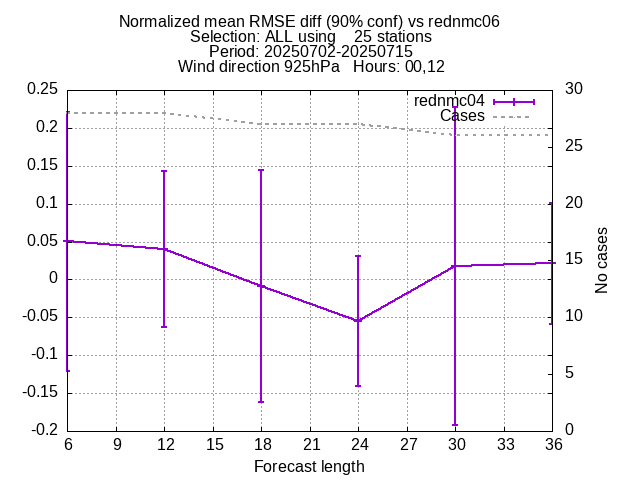 Normalized mean RMSE diff (90% conf) vs rednmc06
Selection: ALL using    25 stations
Period: 20250702-20250715
Wind direction 925hPa   Hours: 00,12
rednmc04
Cases
0.25
0.2
0.15
0.1
0.05
0
-0.05
-0.1
-0.15
-0.2
30
25
20
15
10
5
0
No cases
6 9 12 15 18 21 24 27 30 33 36
Forecast length